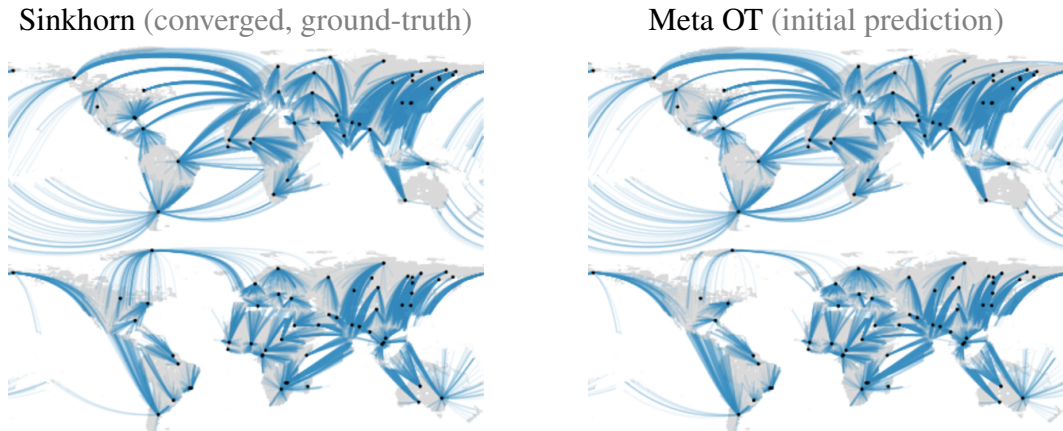 Sinkhorn (converged, ground-truth)
Meta OT (initial prediction)